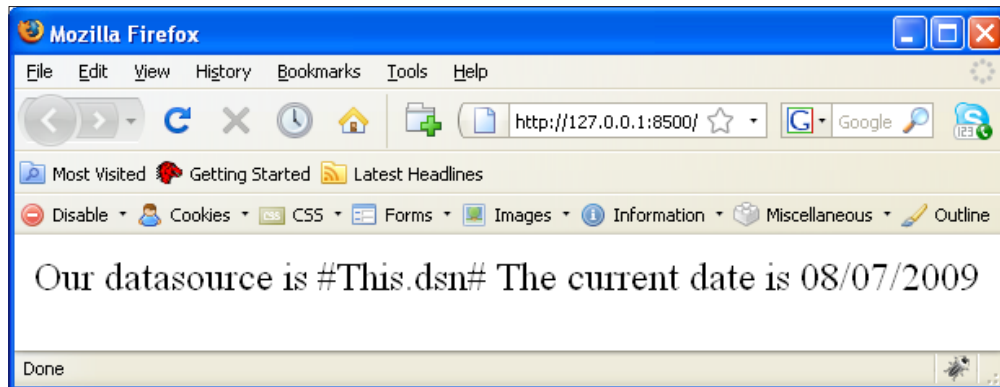 Mozilla Firefox
File Edit View History Bookmarks Tools Help
http://127.0.0.1:8500/ G Google 123
Most Visited Getting Started Latest Headlines
Disable Cookies CSS CSS Forms Images Information Miscellaneous Outline
Our datasource is #This.dsn# The current date is 08/07/2009
Done